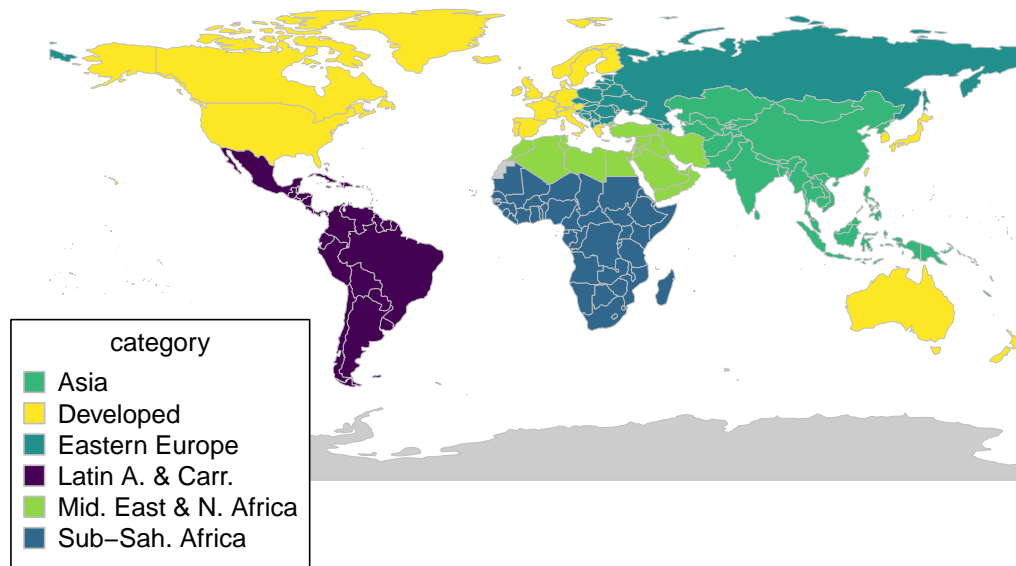 category
Asia
Developed
Eastern Europe
Latin A. & Carr.
Mid. East & N. Africa
Sub−Sah. Africa